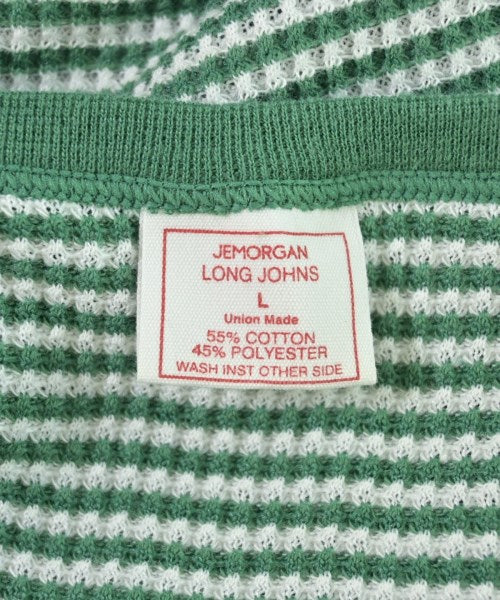 JEMORGAN
LONG JOHNS
L
Union Made
55% COTTON
45% POLYESTER
WASH INST OTHER SIDE